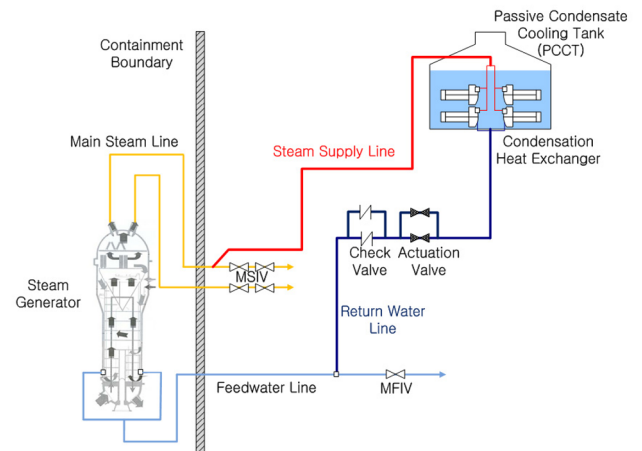 Passive Condensate
Cooling Tank
(PCCT)
Containment
Boundary
Main Steam Line
Steam Supply Line
Condensation
Heat Exchanger
Check
Valve
Actuation
Valve
MSIV
Steam
Generator
Return Water
Line
Feedwater Line
MFIV